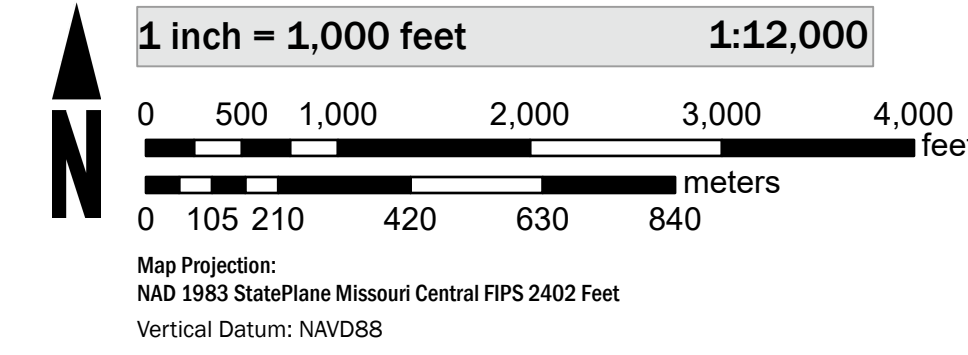 1 inch = 1,000 feet 1:12,000
0 500 1,000 2,000 3,000 4,000
feet
meters
0 105 210 420 630 840
N
Map Projection:
NAD 1983 StatePlane Missouri Central FIPS 2402 Feet
Vertical Datum: NAVD88